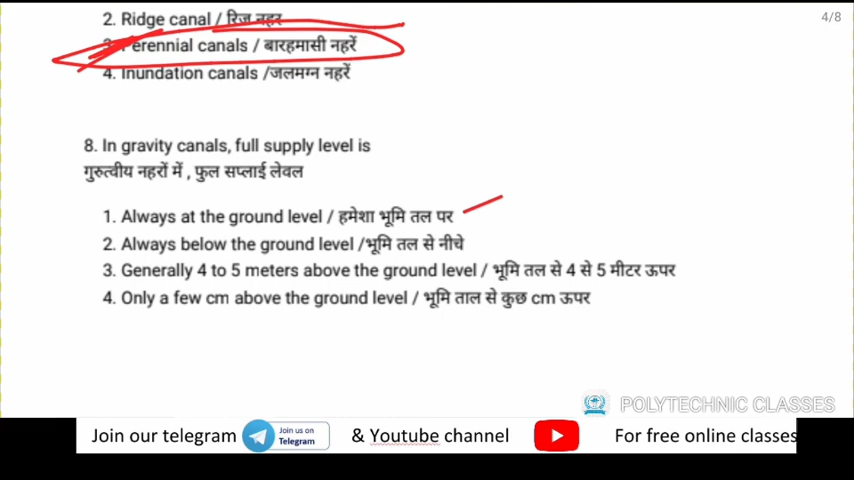 4/8
2. Ridge canal / रिज नहर
3. Perennial canals / बारहमासी नहरें
4. Inundation canals /जलमग्न नहरें
8. In gravity canals, full supply level is
गुरुत्वीय नहरों में , फुल सप्लाई लेवल
1. Always at the ground level / हमेशा भूमि तल पर
2. Always below the ground level /भूमि तल से नीचे
3. Generally 4 to 5 meters above the ground level / भूमि तल से 4 से 5 मीटर ऊपर
4. Only a few cm above the ground level / भूमि ताल से कुछ cm ऊपर
POLYTECHNIC CLASSES
Join our telegram Join us on Telegram & Youtube channel For free online classes